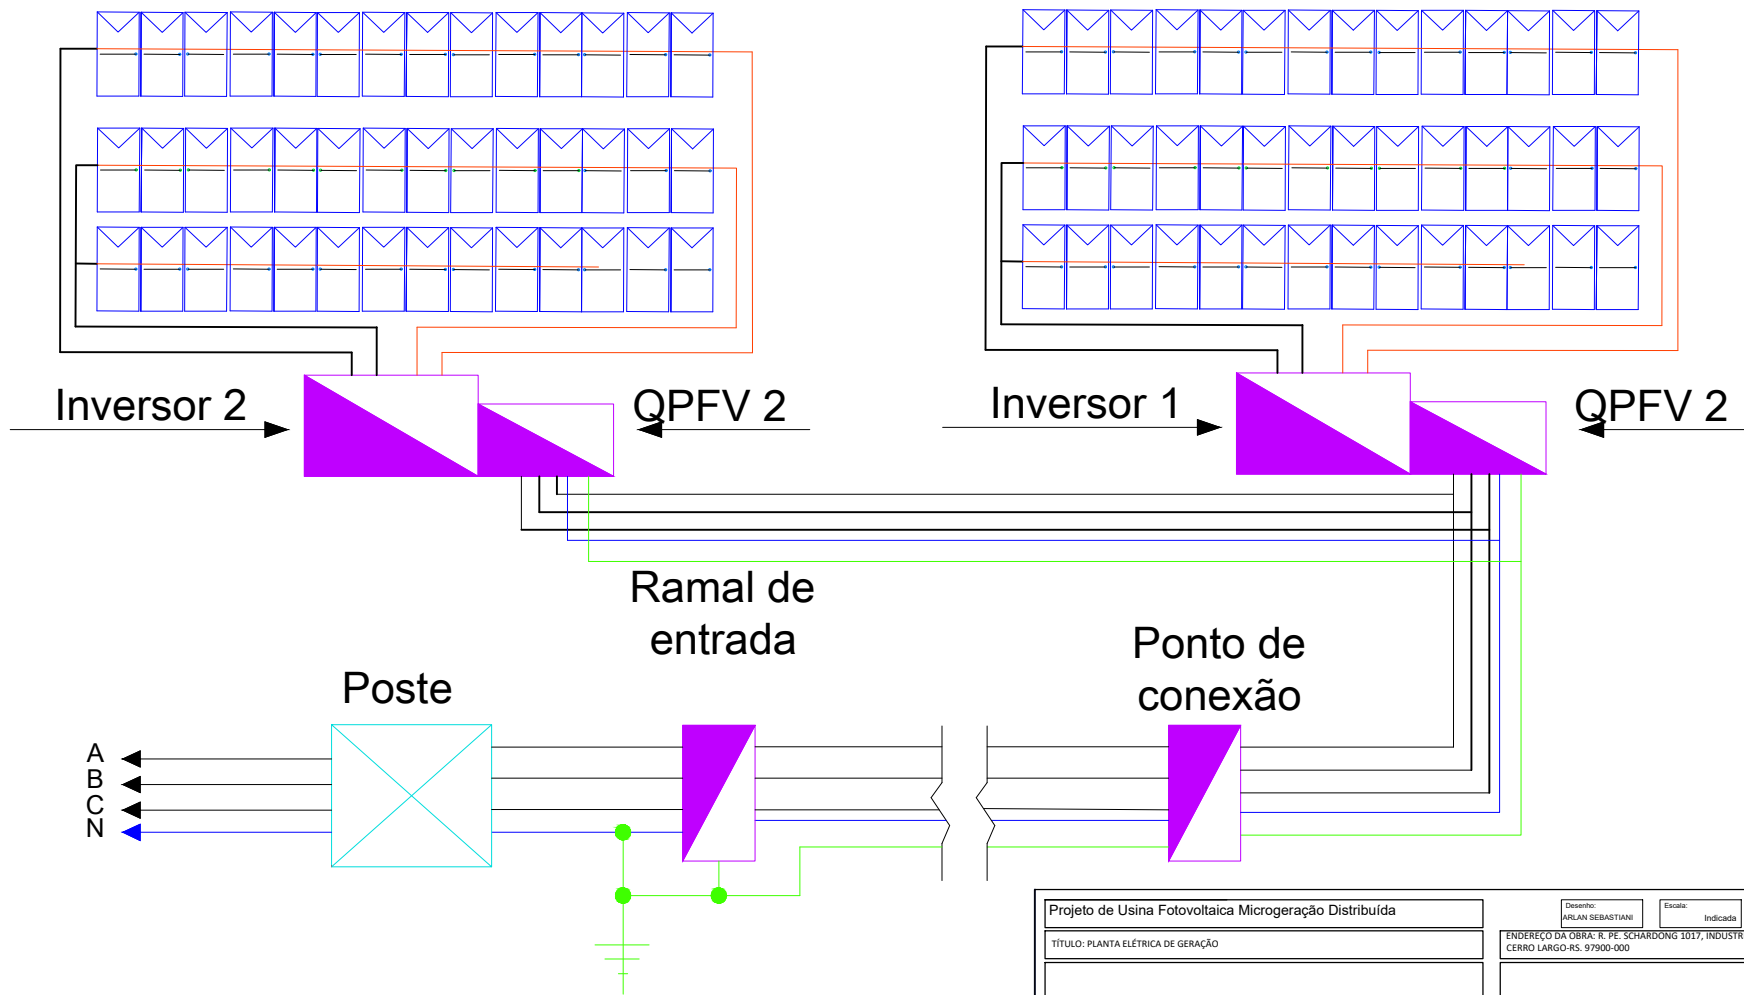 Inversor 2
QPFV 2
Inversor 1
QPFV 2
Ramal de
entrada
Ponto de
conexão
Poste
A
B
C
N
Projeto de Usina Fotovoltaica Microgeração Distribuída
Desenho:
ARLAN SEBASTIANI
Escala:
Indicada
TÍTULO: PLANTA ELÉTRICA DE GERAÇÃO
ENDEREÇO DA OBRA: R. PE. SCHARDONG 1017, INDUSTR
CERRO LARGO-RS. 97900-000